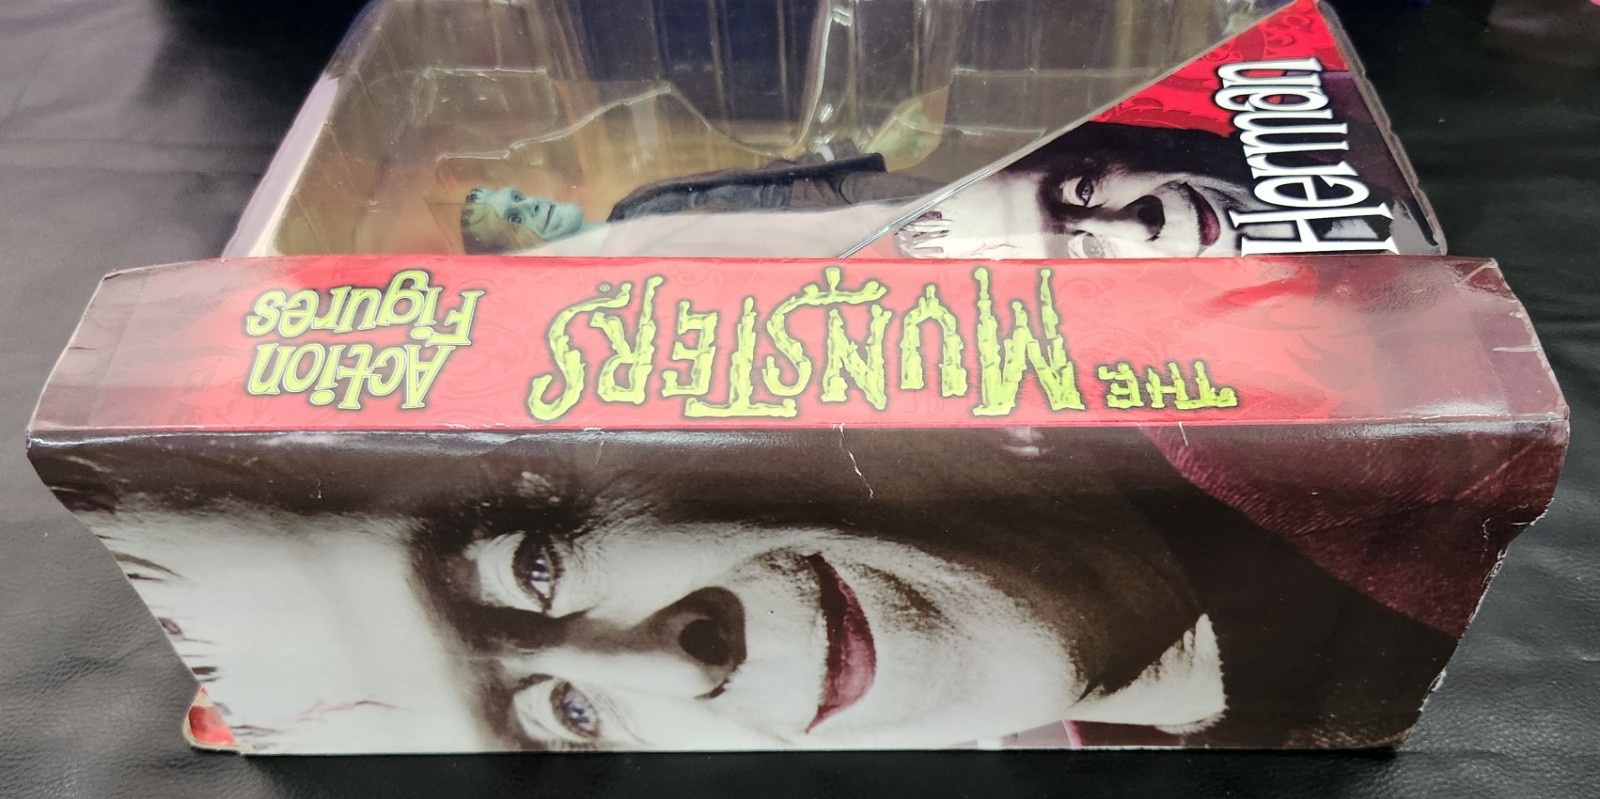 Herman
THE MUNSTERS®
Action
Figures